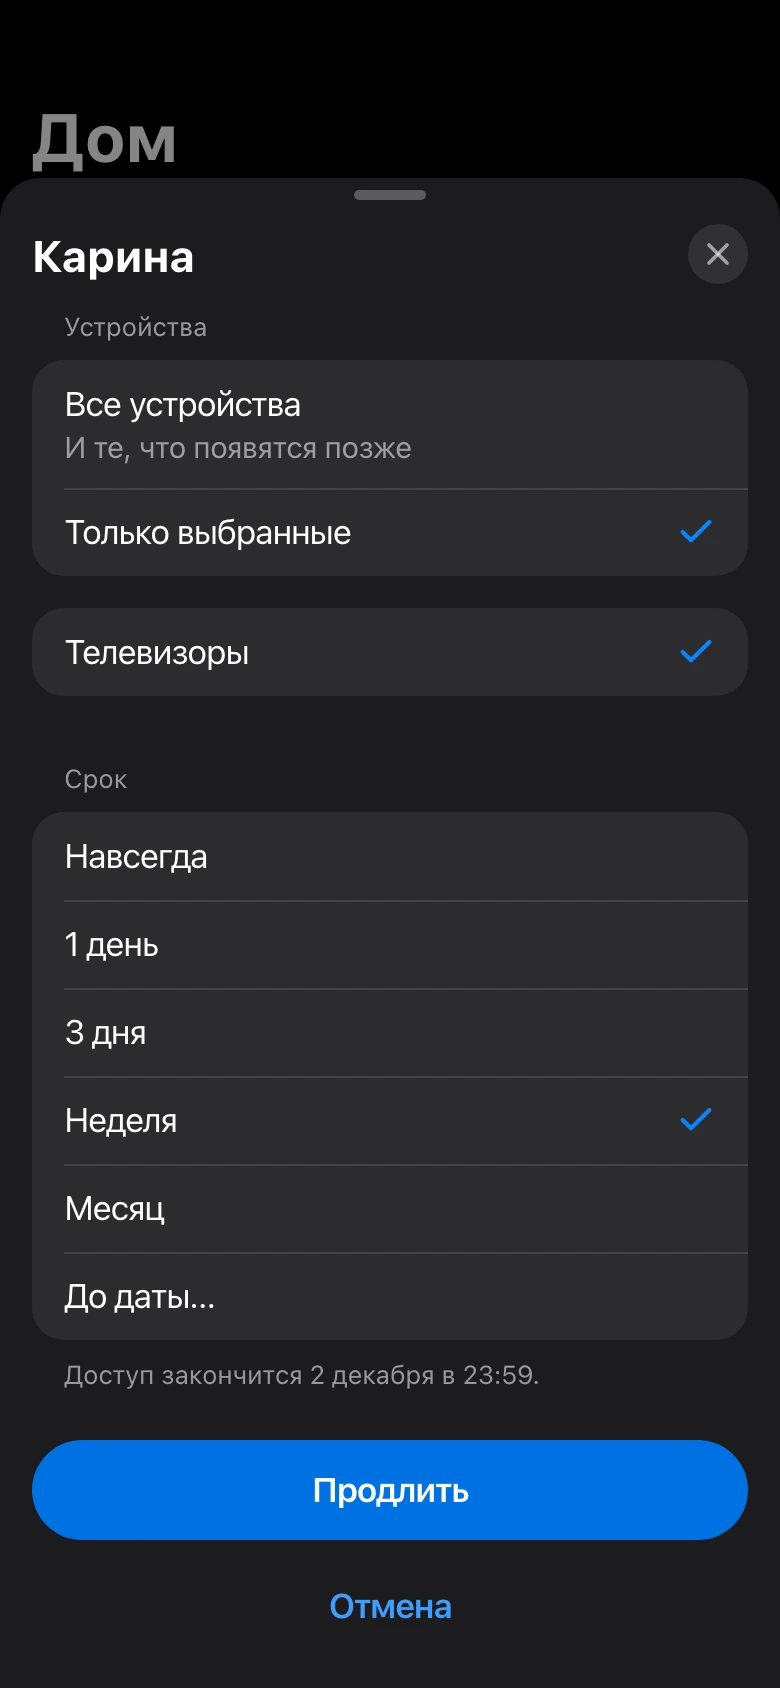 Дом
Карина
Устройства
Все устройства
И те, что появятся позже
Только выбранные
Телевизоры
Срок
Навсегда
1 день
3 дня
Неделя
Месяц
До даты...
Доступ закончится 2 декабря в 23:59.
Продлить
Отмена